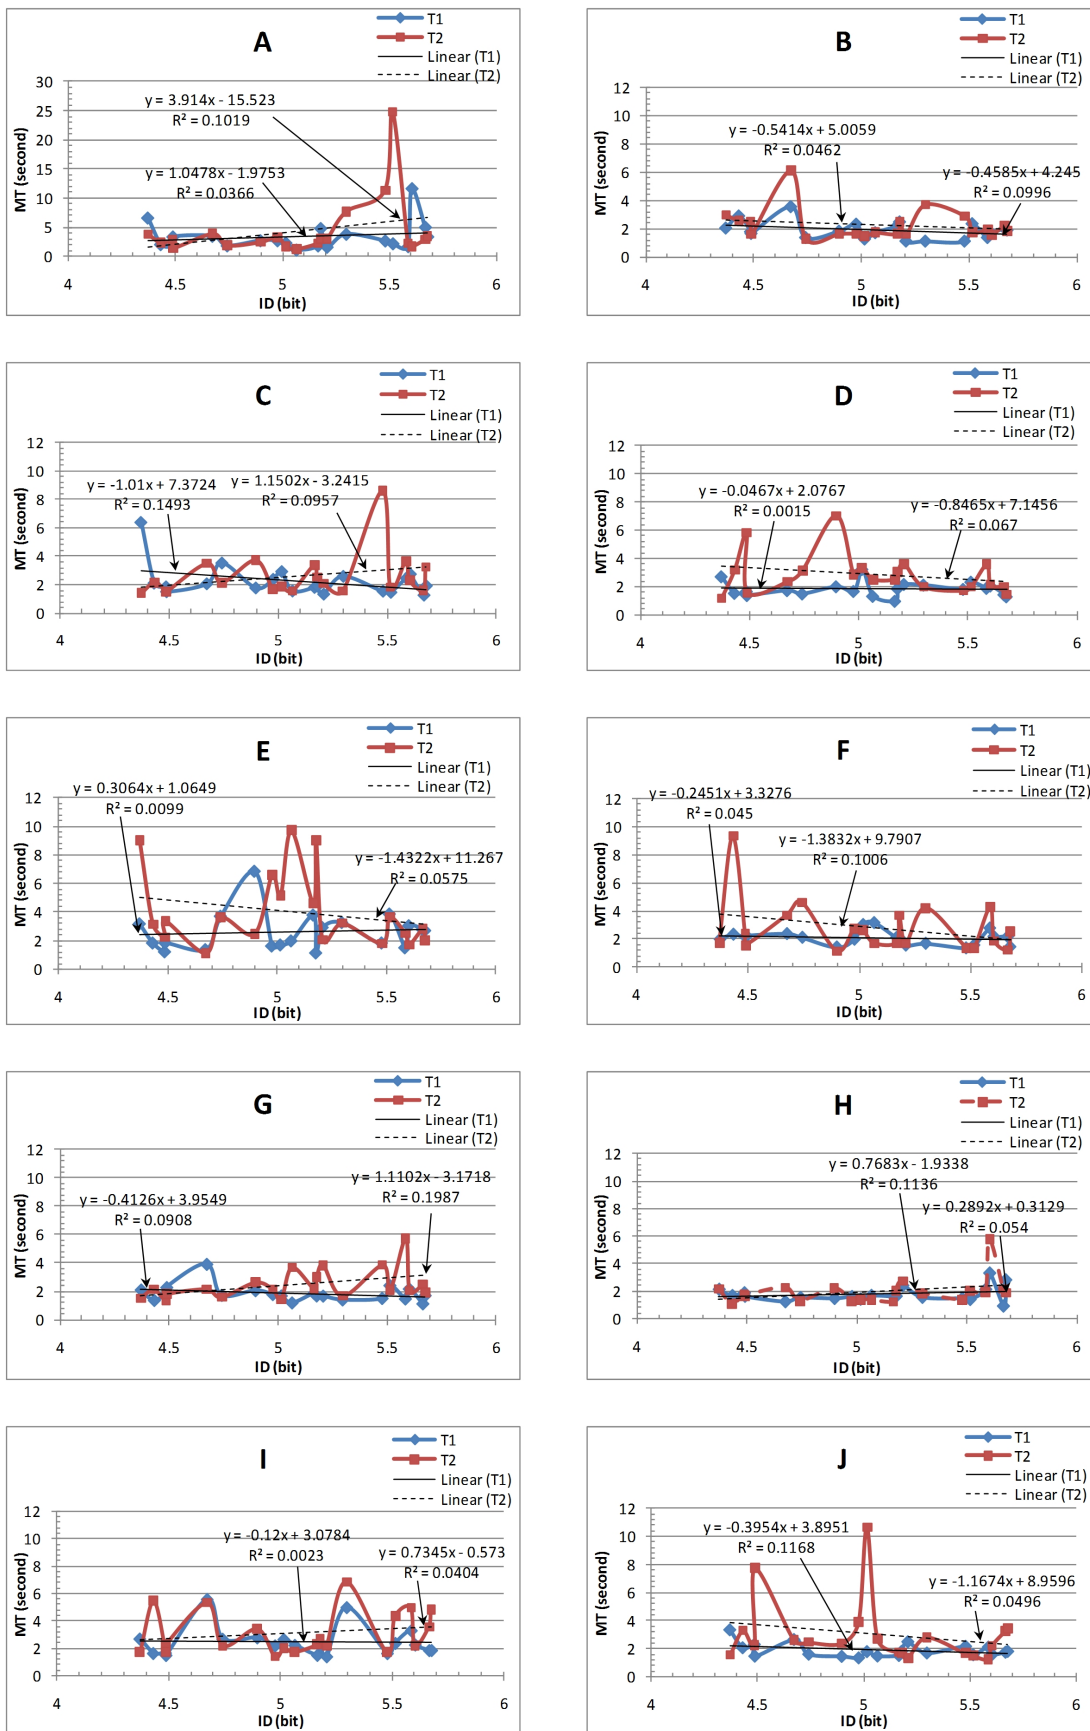 A
T1
T2
Linear (T1)
Linear (T2)
y = 3.914x - 15.523
R² = 0.1019
y = 1.0478x - 1.9753
R² = 0.0366
MT (second)
30
25
20
15
10
5
0
4
4.5
5
5.5
6
ID (bit)
B
T1
T2
Linear (T1)
Linear (T2)
y = -0.5414x + 5.0059
R² = 0.0462
y = -0.4585x + 4.245
R² = 0.0996
MT (second)
12
10
8
6
4
2
0
4
4.5
5
5.5
6
ID (bit)
C
T1
T2
Linear (T1)
Linear (T2)
y = -1.01x + 7.3724
R² = 0.1493
y = 1.1502x - 3.2415
R² = 0.0957
MT (second)
12
10
8
6
4
2
0
4
4.5
5
5.5
6
ID (bit)
D
T1
T2
Linear (T1)
Linear (T2)
y = -0.0467x + 2.0767
R² = 0.0015
y = -0.8465x + 7.1456
R² = 0.067
MT (second)
12
10
8
6
4
2
0
4
4.5
5
5.5
6
ID (bit)
E
T1
T2
Linear (T1)
Linear (T2)
y = 0.3064x + 1.0649
R² = 0.0099
y = -1.4322x + 11.267
R² = 0.0575
MT (second)
12
10
8
6
4
2
0
4
4.5
5
5.5
6
ID (bit)
F
T1
T2
Linear (T1)
Linear (T2)
y = -0.2451x + 3.3276
R² = 0.045
y = -1.3832x + 9.7907
R² = 0.1006
MT (second)
12
10
8
6
4
2
0
4
4.5
5
5.5
6
ID (bit)
G
T1
T2
Linear (T1)
Linear (T2)
y = -0.4126x + 3.9549
R² = 0.0908
y = 1.1102x - 3.1718
R² = 0.1987
MT (second)
12
10
8
6
4
2
0
4
4.5
5
5.5
6
ID (bit)
H
T1
T2
Linear (T1)
Linear (T2)
y = 0.7683x - 1.9338
R² = 0.1136
y = 0.2892x + 0.3129
R² = 0.054
MT (second)
12
10
8
6
4
2
0
4
4.5
5
5.5
6
ID (bit)
I
T1
T2
Linear (T1)
Linear (T2)
y = -0.12x + 3.0784
R² = 0.0023
y = 0.7345x - 0.573
R² = 0.0404
MT (second)
12
10
8
6
4
2
0
4
4.5
5
5.5
6
ID (bit)
J
T1
T2
Linear (T1)
Linear (T2)
y = -0.3954x + 3.8951
R² = 0.1168
y = -1.1674x + 8.9596
R² = 0.0496
MT (second)
12
10
8
6
4
2
0
4
4.5
5
5.5
6
ID (bit)